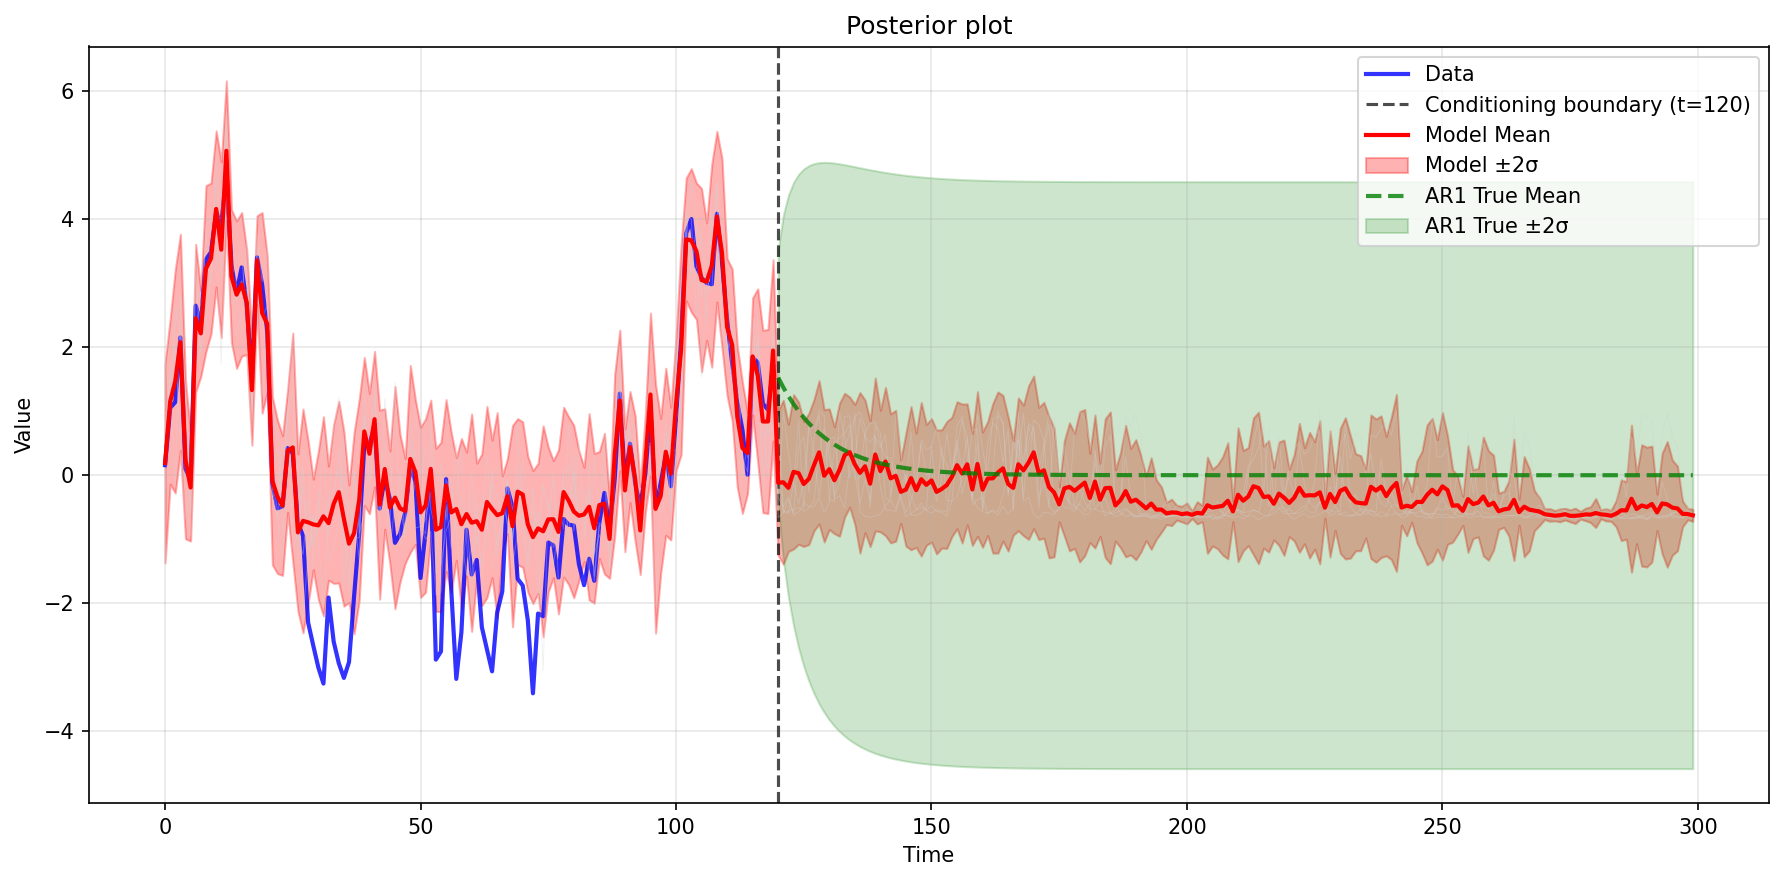 Posterior plot
Data
Conditioning boundary (t=120)
Model Mean
Model ±2σ
AR1 True Mean
AR1 True ±2σ
Value
6
4
2
0
−2
−4
0
50
100
150
200
250
300
Time